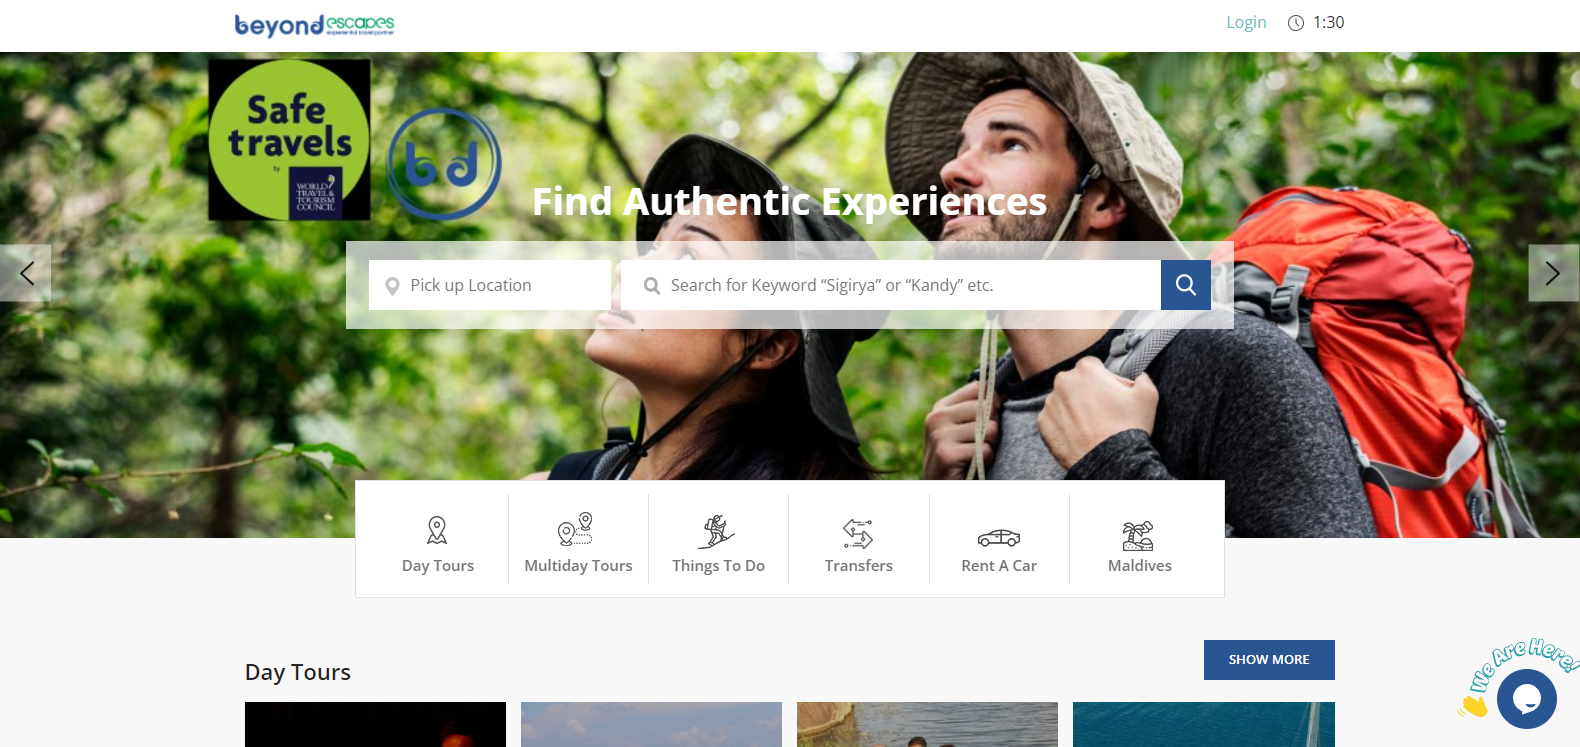 beyond escapes
experiential travel partner
Login
1:30
Safe
travels
by
WORLD
TRAVEL &
TOURISM
COUNCIL
bd
Find Authentic Experiences
Pick up Location
Search for Keyword “Sigirya” or “Kandy” etc.
Day Tours
Multiday Tours
Things To Do
Transfers
Rent A Car
Maldives
Day Tours
SHOW MORE
We Are Here!